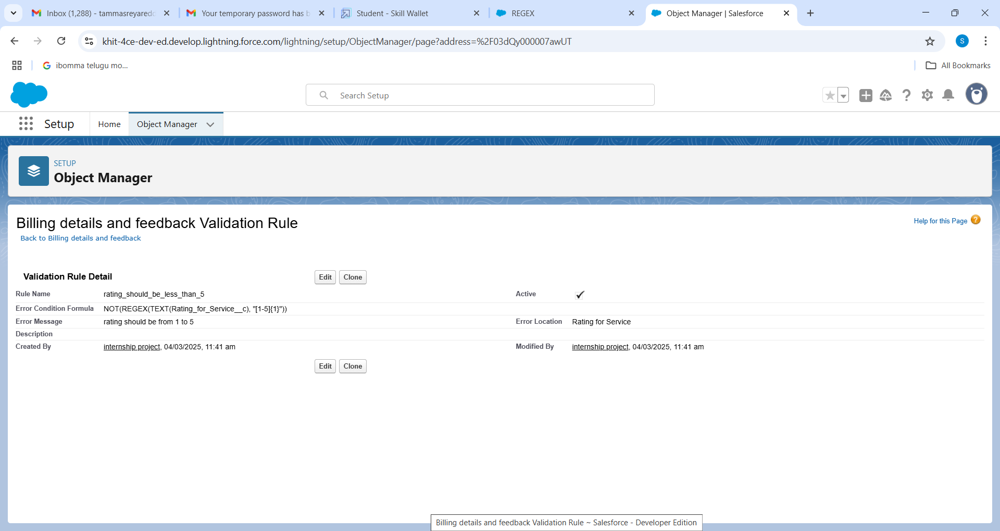 Inbox (1,288) - tammasreyaredd
Your temporary password has b
Student - Skill Wallet
REGEX
Object Manager | Salesforce
khit-4ce-dev-ed.develop.lightning.force.com/lightning/setup/ObjectManager/page?address=%2F03dQy000007awUT
S
ibomma telugu mo...
All Bookmarks
Search Setup
Setup
Home
Object Manager
SETUP
Object Manager
Billing details and feedback Validation Rule
Help for this Page
Back to Billing details and feedback
Validation Rule Detail
Edit
Clone
Rule Name rating_should_be_less_than_5
Active
Error Condition Formula NOT(REGEX(TEXT(Rating_for_Service__c), "[1-5]{1}"))
Error Message rating should be from 1 to 5
Error Location Rating for Service
Description
Created By internship project, 04/03/2025, 11:41 am
Modified By internship project, 04/03/2025, 11:41 am
Edit
Clone
Billing details and feedback Validation Rule ~ Salesforce - Developer Edition